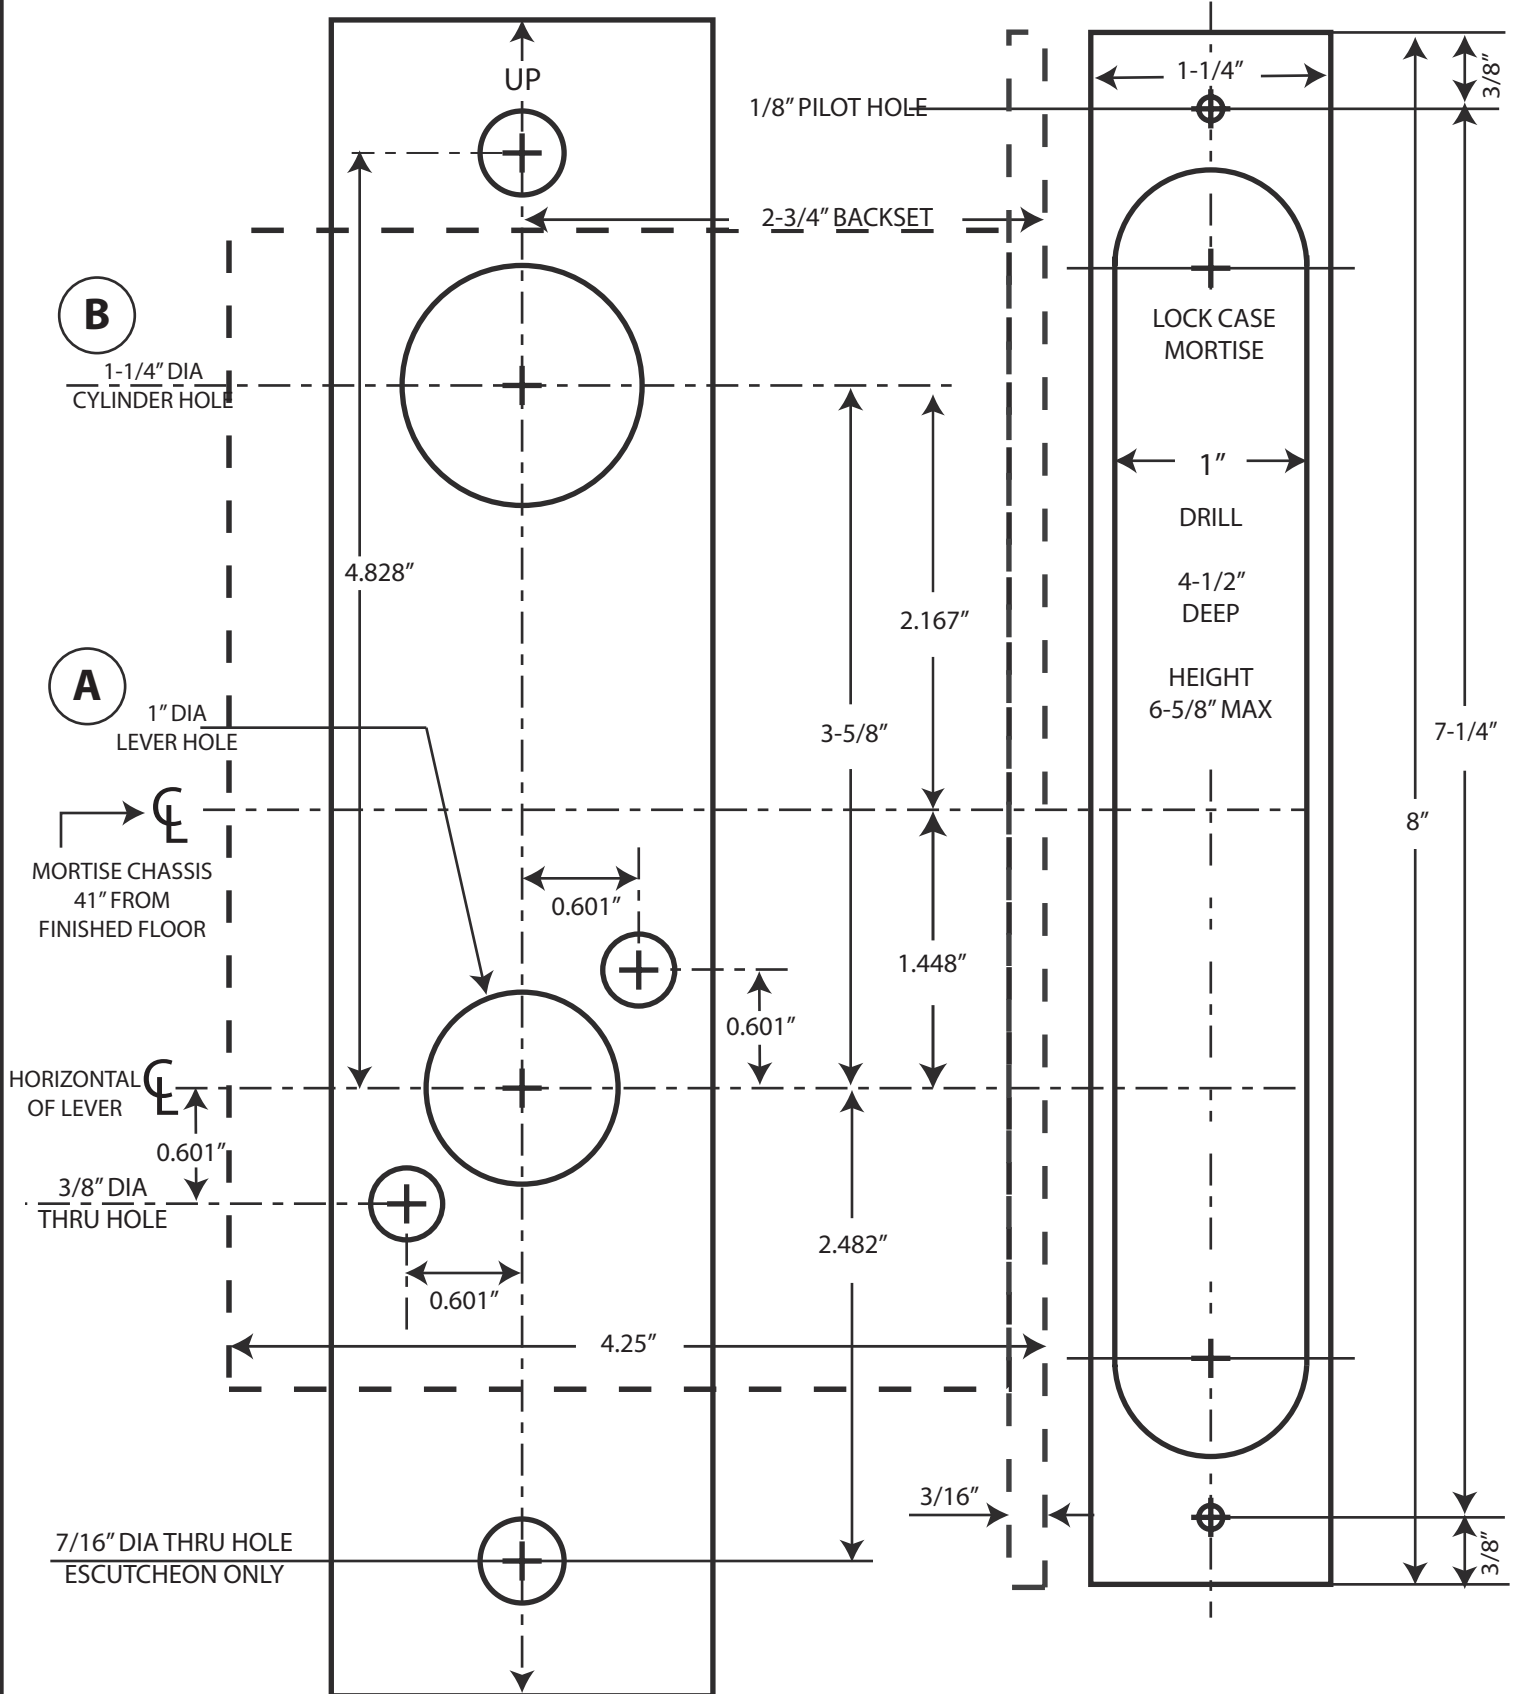 UP
1/8” PILOT HOLE
1-1/4”
3/8”
2-3/4” BACKSET
B
1-1/4” DIA
CYLINDER HOLE
LOCK CASE
MORTISE
1”
DRILL
4-1/2”
DEEP
HEIGHT
6-5/8” MAX
4.828”
2.167”
A
1” DIA
LEVER HOLE
3-5/8”
7-1/4”
8”
℄
MORTISE CHASSIS
41” FROM
FINISHED FLOOR
0.601”
1.448”
0.601”
HORIZONTAL ℄
OF LEVER
0.601”
3/8” DIA
THRU HOLE
2.482”
0.601”
4.25”
3/16”
7/16” DIA THRU HOLE
ESCUTCHEON ONLY
3/8”